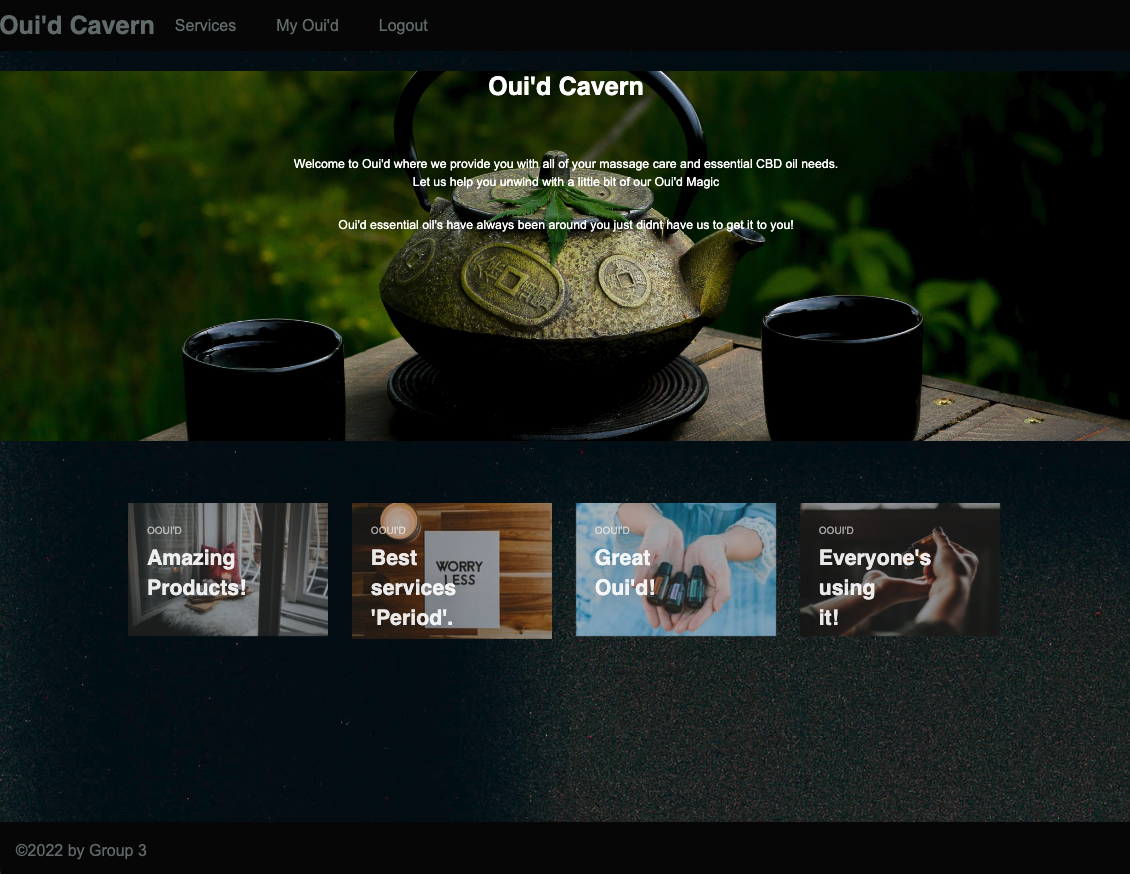 Oui'd Cavern Services My Oui'd Logout
Oui'd Cavern
Welcome to Oui'd where we provide you with all of your massage care and essential CBD oil needs.
Let us help you unwind with a little bit of our Oui'd Magic
Oui'd essential oil's have always been around you just didnt have us to get it to you!
OOUI'D
Amazing
Products!
OOUI'D
Best
services
'Period'.
WORRY
LESS
OOUI'D
Great
Oui'd!
OOUI'D
Everyone's
using
it!
©2022 by Group 3